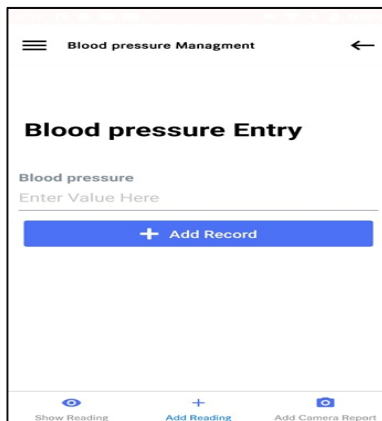 Blood pressure Managment
Blood pressure Entry
Blood pressure
Enter Value Here
+ Add Record
Show Reading Add Reading Add Camera Report